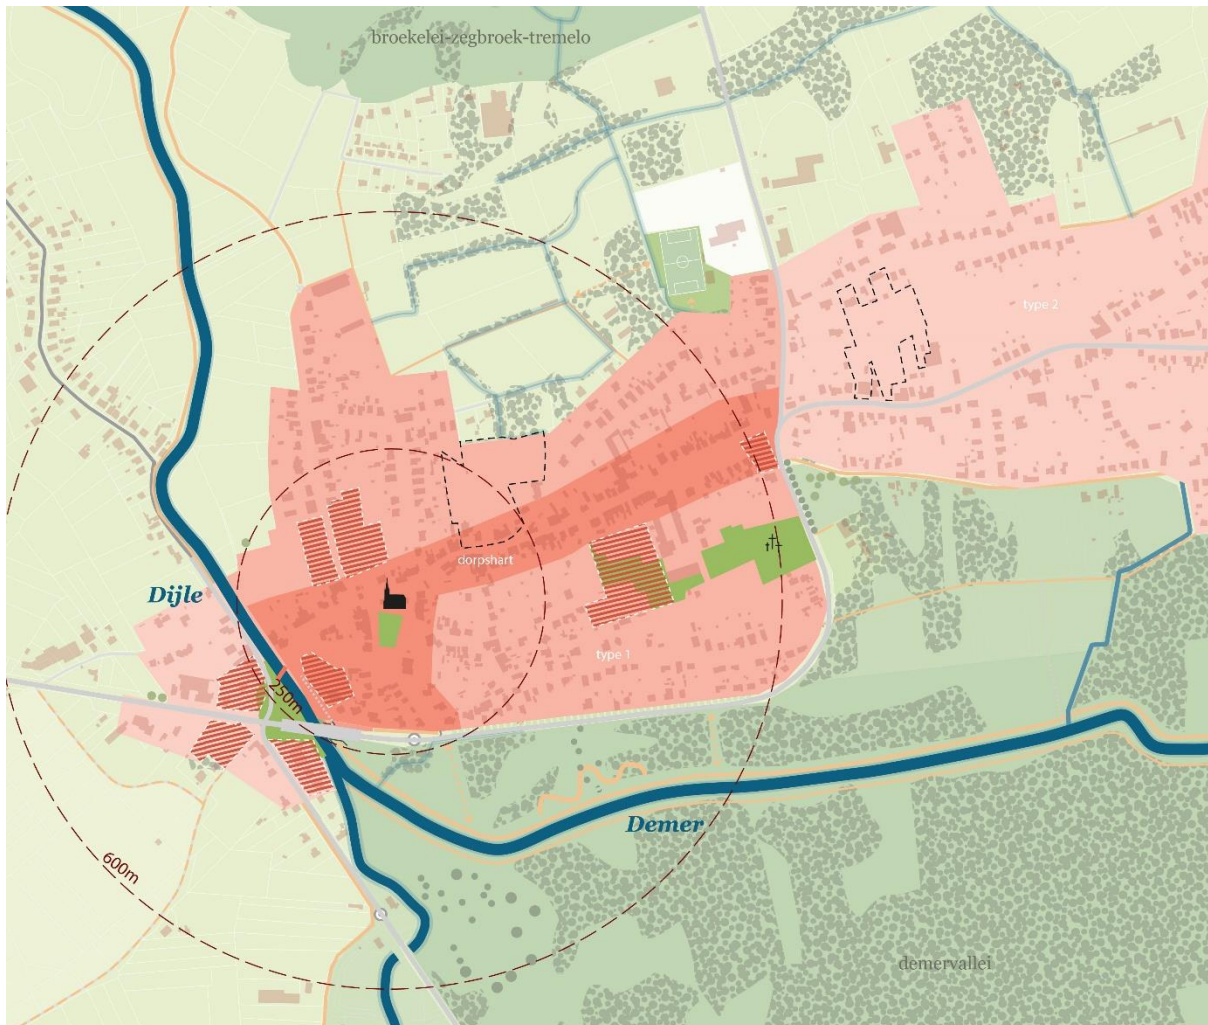 broekelei-zegbroek-tremelo
type 2
dorpshart
Dijle
type 1
250m
Demer
600m
demervallei